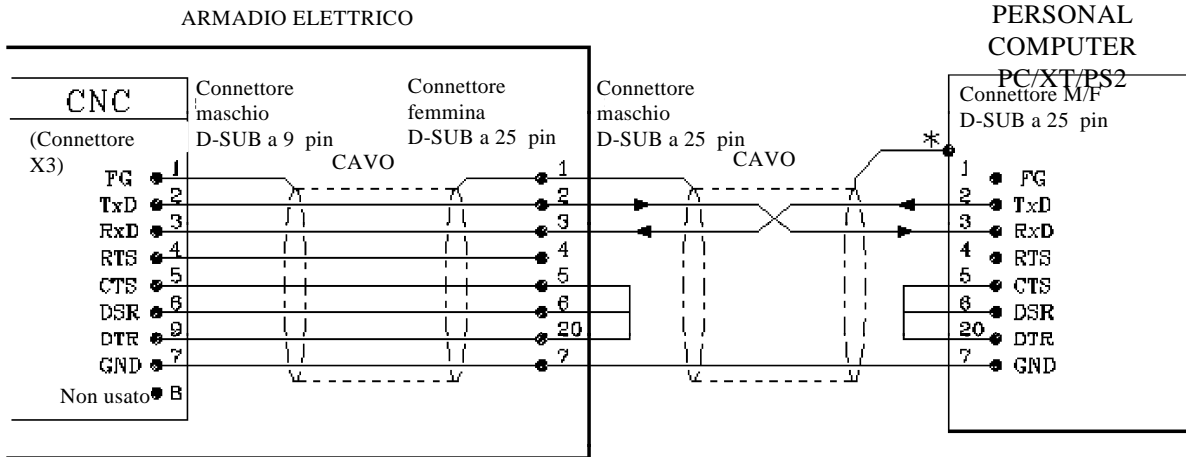 ARMADIO ELETTRICO
PERSONAL
COMPUTER
PC/XT/PS2
CNC
(Connettore
X3)
Connettore
maschio
D-SUB a 9 pin
CAVO
Connettore
femmina
D-SUB a 25 pin
Connettore
maschio
D-SUB a 25 pin
CAVO
Connettore M/F
D-SUB a 25 pin
*
FG 1 1 1 FG
TxD 2 2 2 TxD
RxD 3 3 3 RxD
RTS 4 4 4 RTS
CTS 5 5 5 CTS
DSR 6 6 6 DSR
DTR 9 20 20 DTR
GND 7 7 7 GND
Non usato 8